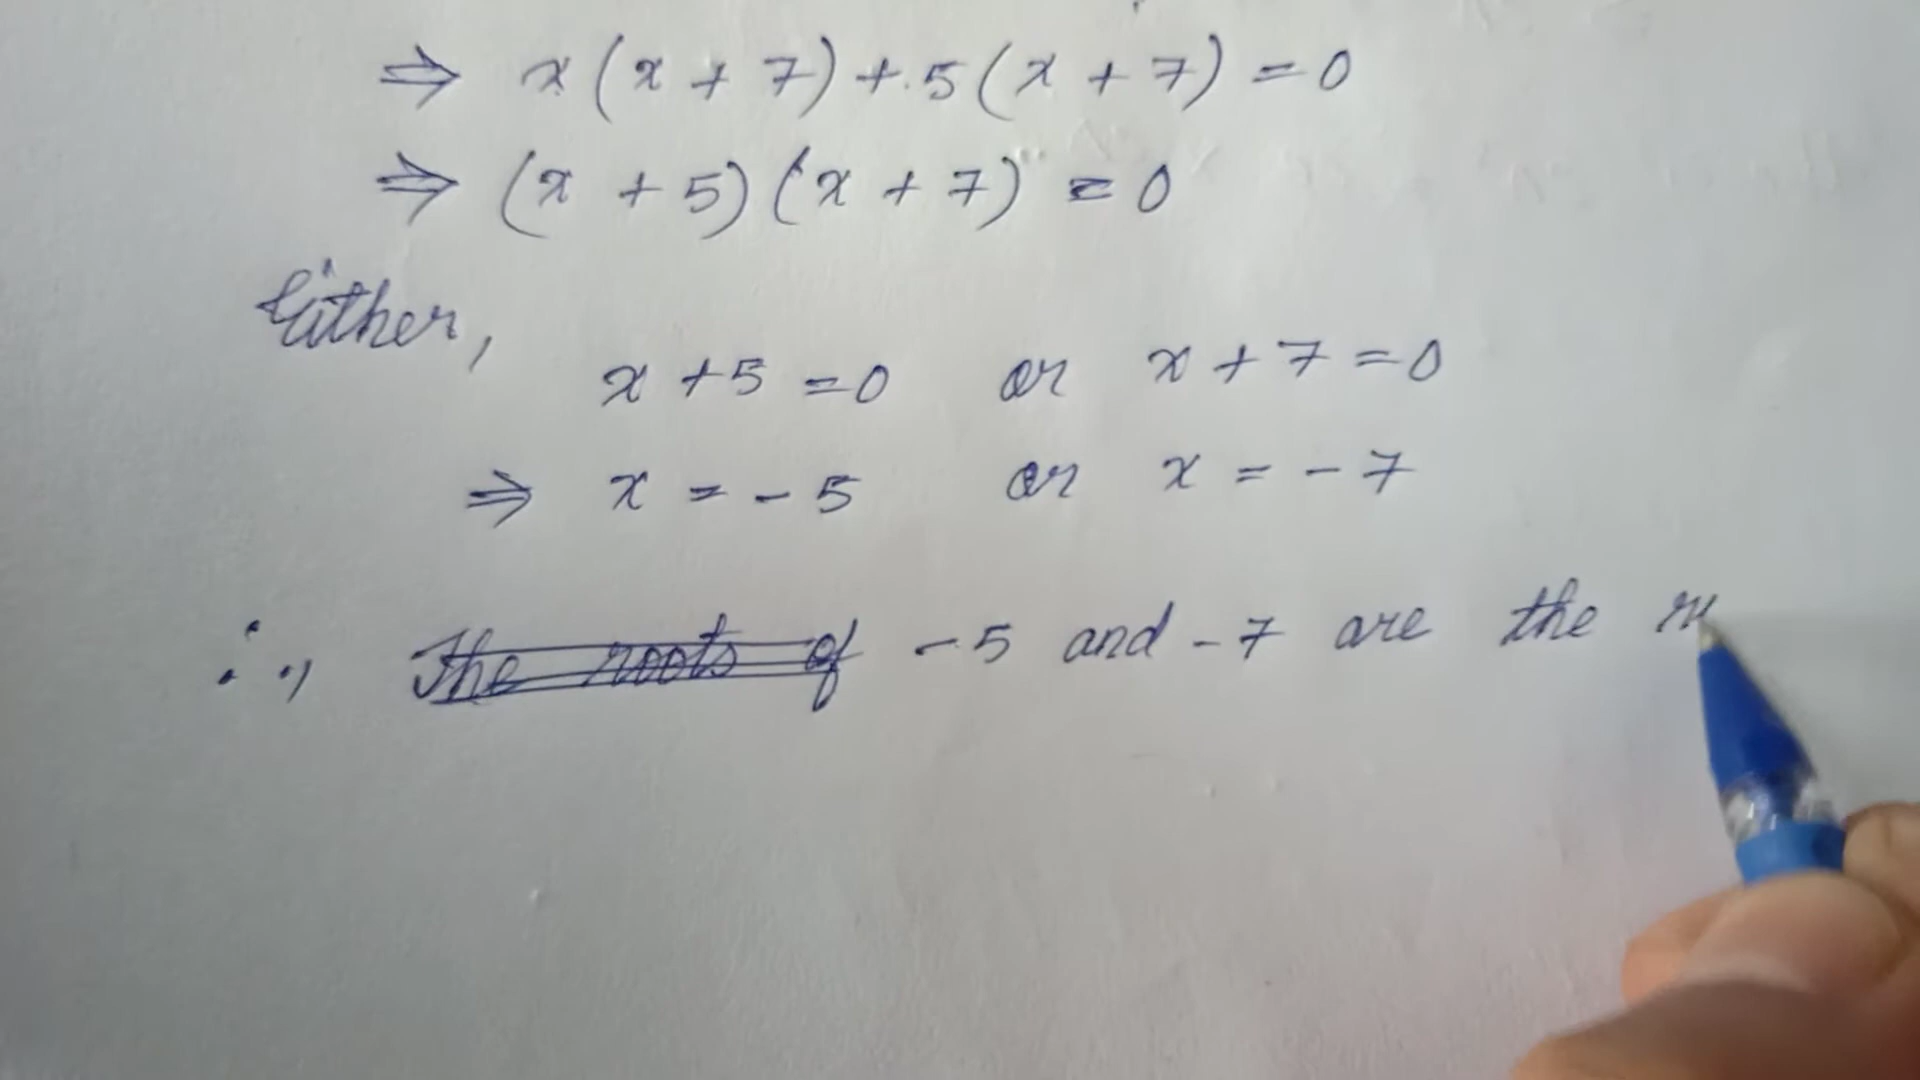 ⇒ x(x + 7) + 5(x + 7) = 0
⇒ (x + 5)(x + 7) = 0
Either,
x + 5 = 0 or x + 7 = 0
⇒ x = - 5 or x = - 7
∴, The roots of - 5 and - 7 are the